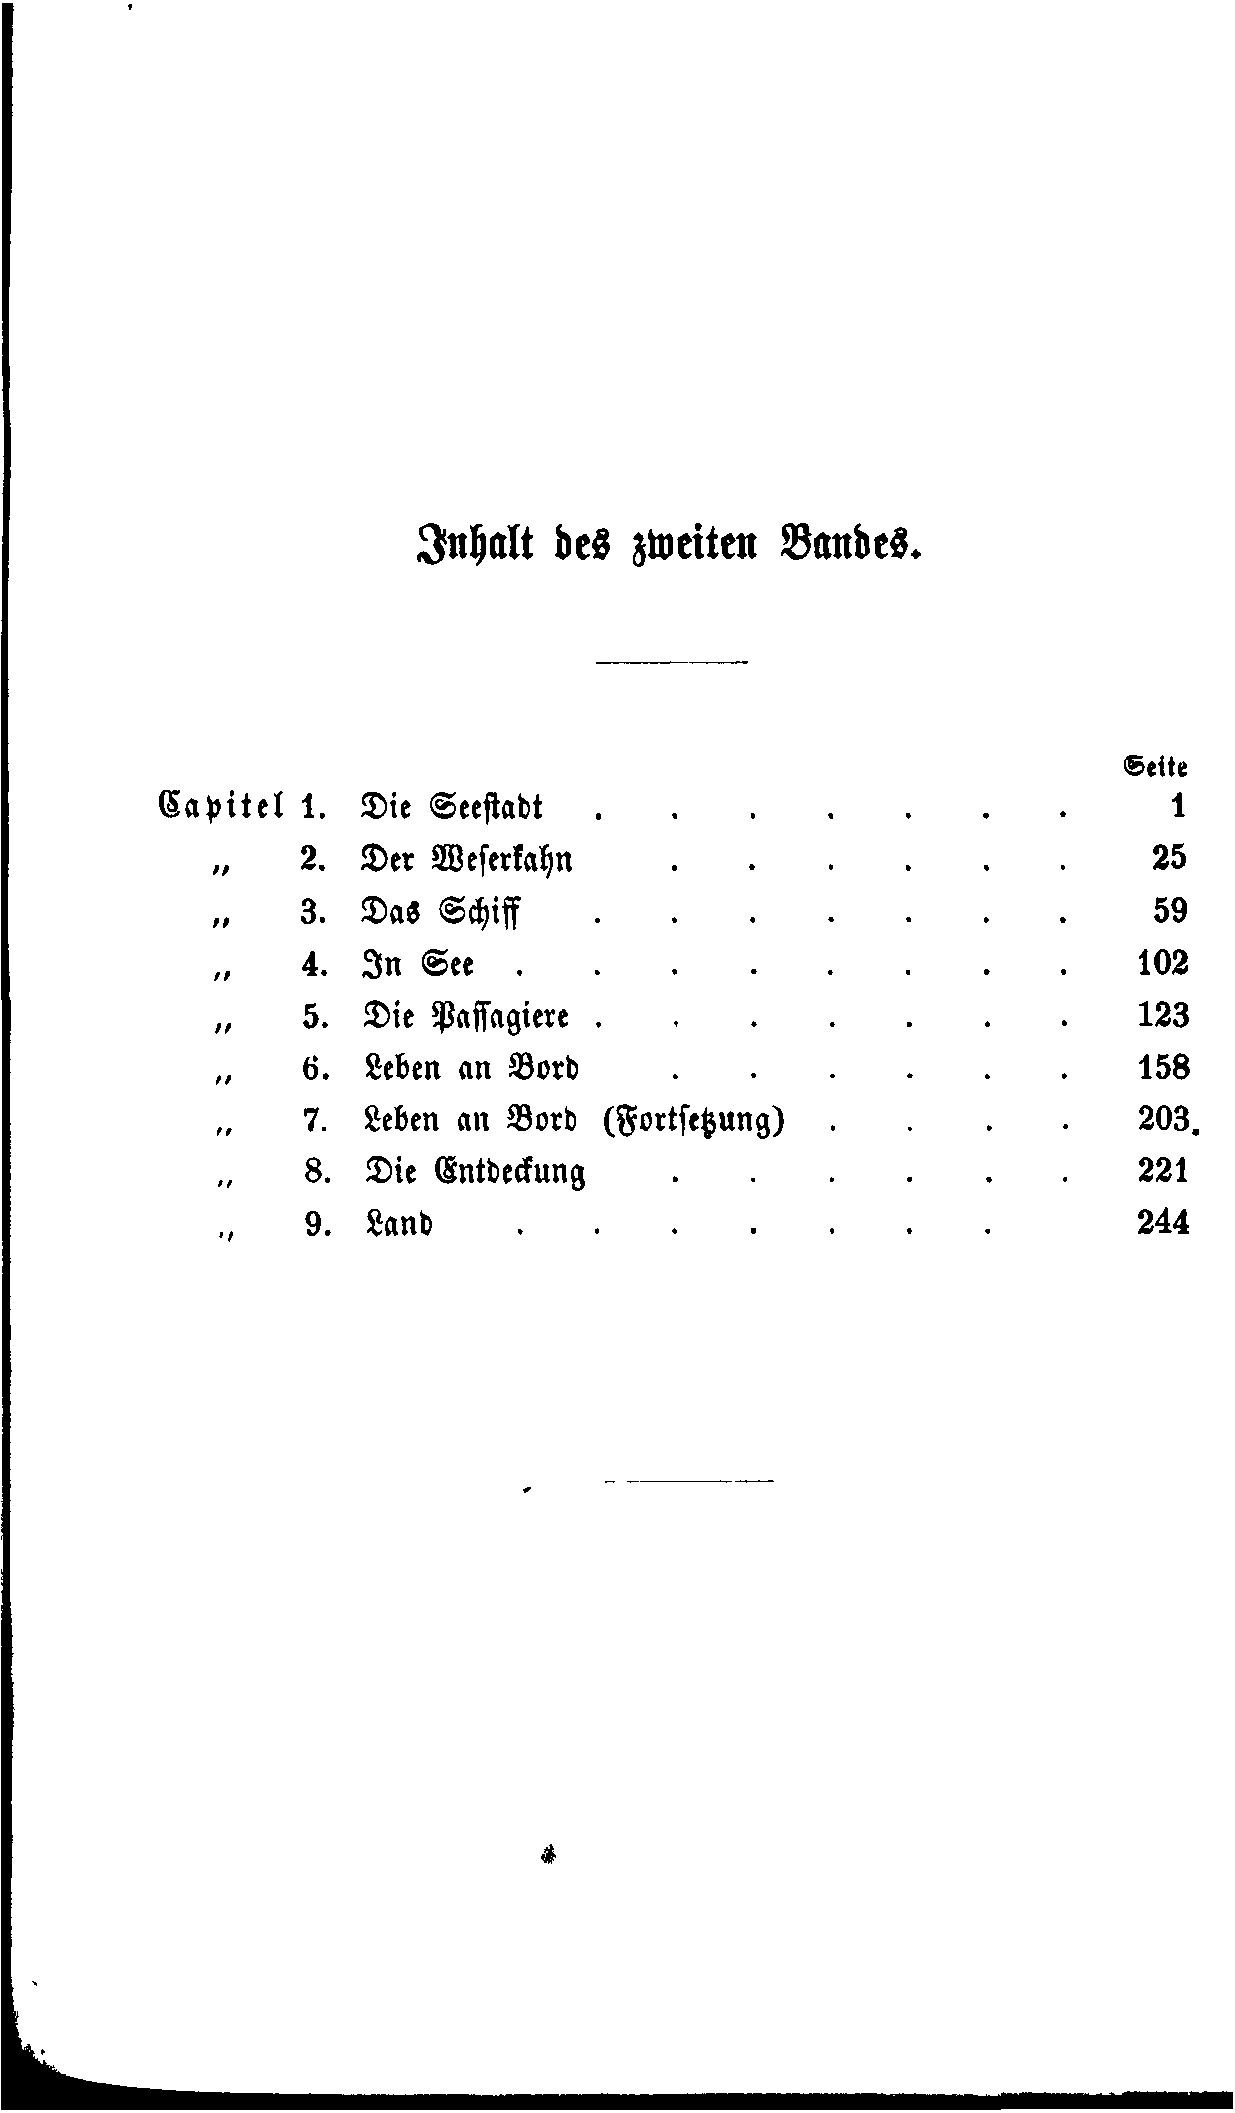 Inhalt des zweiten Bandes.
Seite
Capitel 1. Die Seeſtadt . . . . . . . 1
„ 2. Der Weſerkahn . . . . . . 25
„ 3. Das Schiff . . . . . . . 59
„ 4. In See . . . . . . . . 102
„ 5. Die Paſſagiere . . . . . . . 123
„ 6. Leben an Bord . . . . . . 158
„ 7. Leben an Bord (Fortſetzung) . . . . 203.
„ 8. Die Entdeckung . . . . . . 221
„ 9. Land . . . . . . . 244